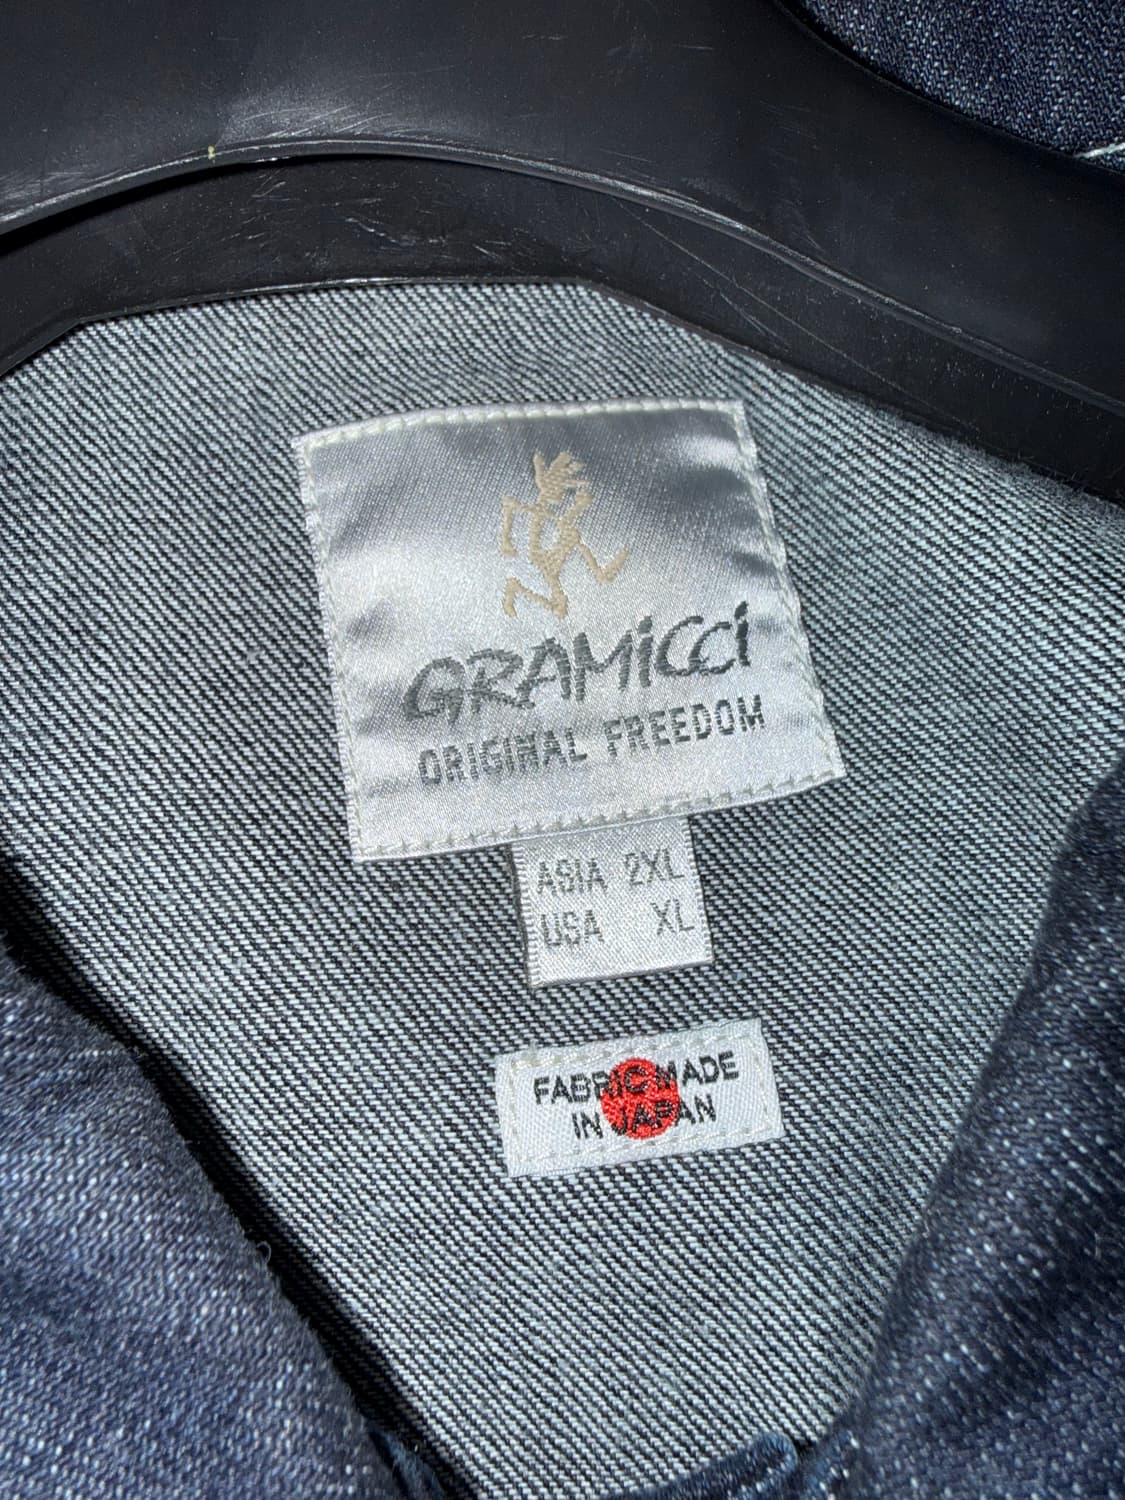 GRAMiCCi
ORIGINAL FREEDOM
ASIA 2XL
USA XL
FABRIC MADE
IN JAPAN